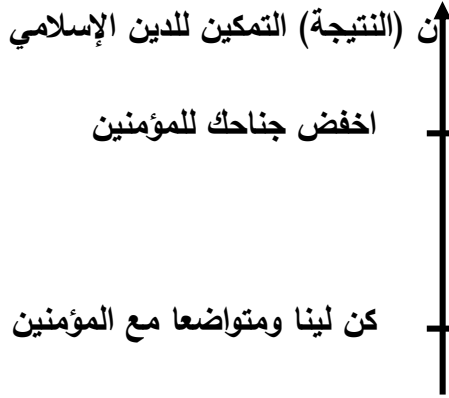 ن (النتيجة) التمكين للدين الإسلامي
اخفض جناحك للمؤمنين
كن لينا ومتواضعا مع المؤمنين